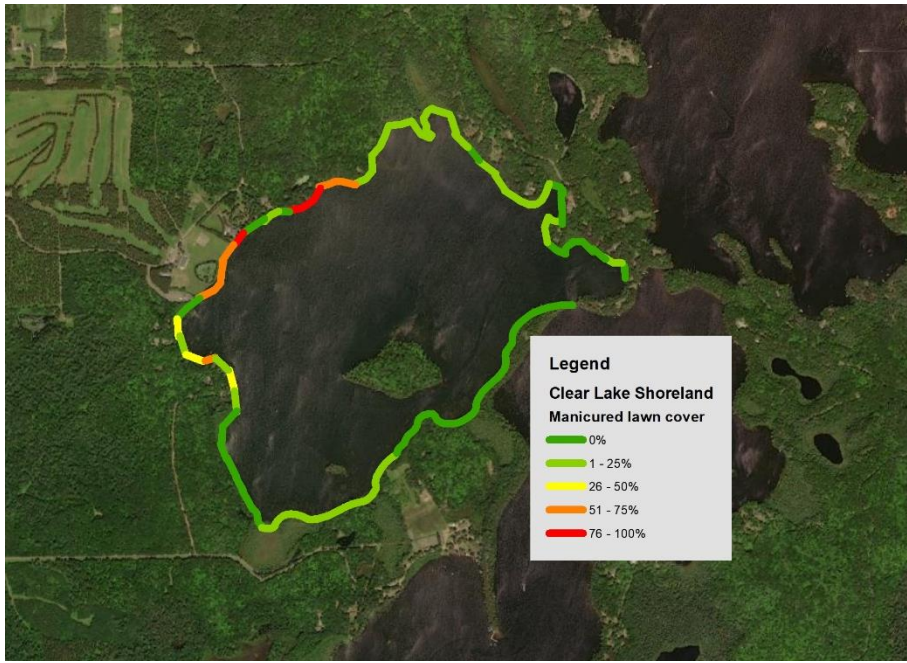 Legend
Clear Lake Shoreland
Manicured lawn cover
0%
1 - 25%
26 - 50%
51 - 75%
76 - 100%